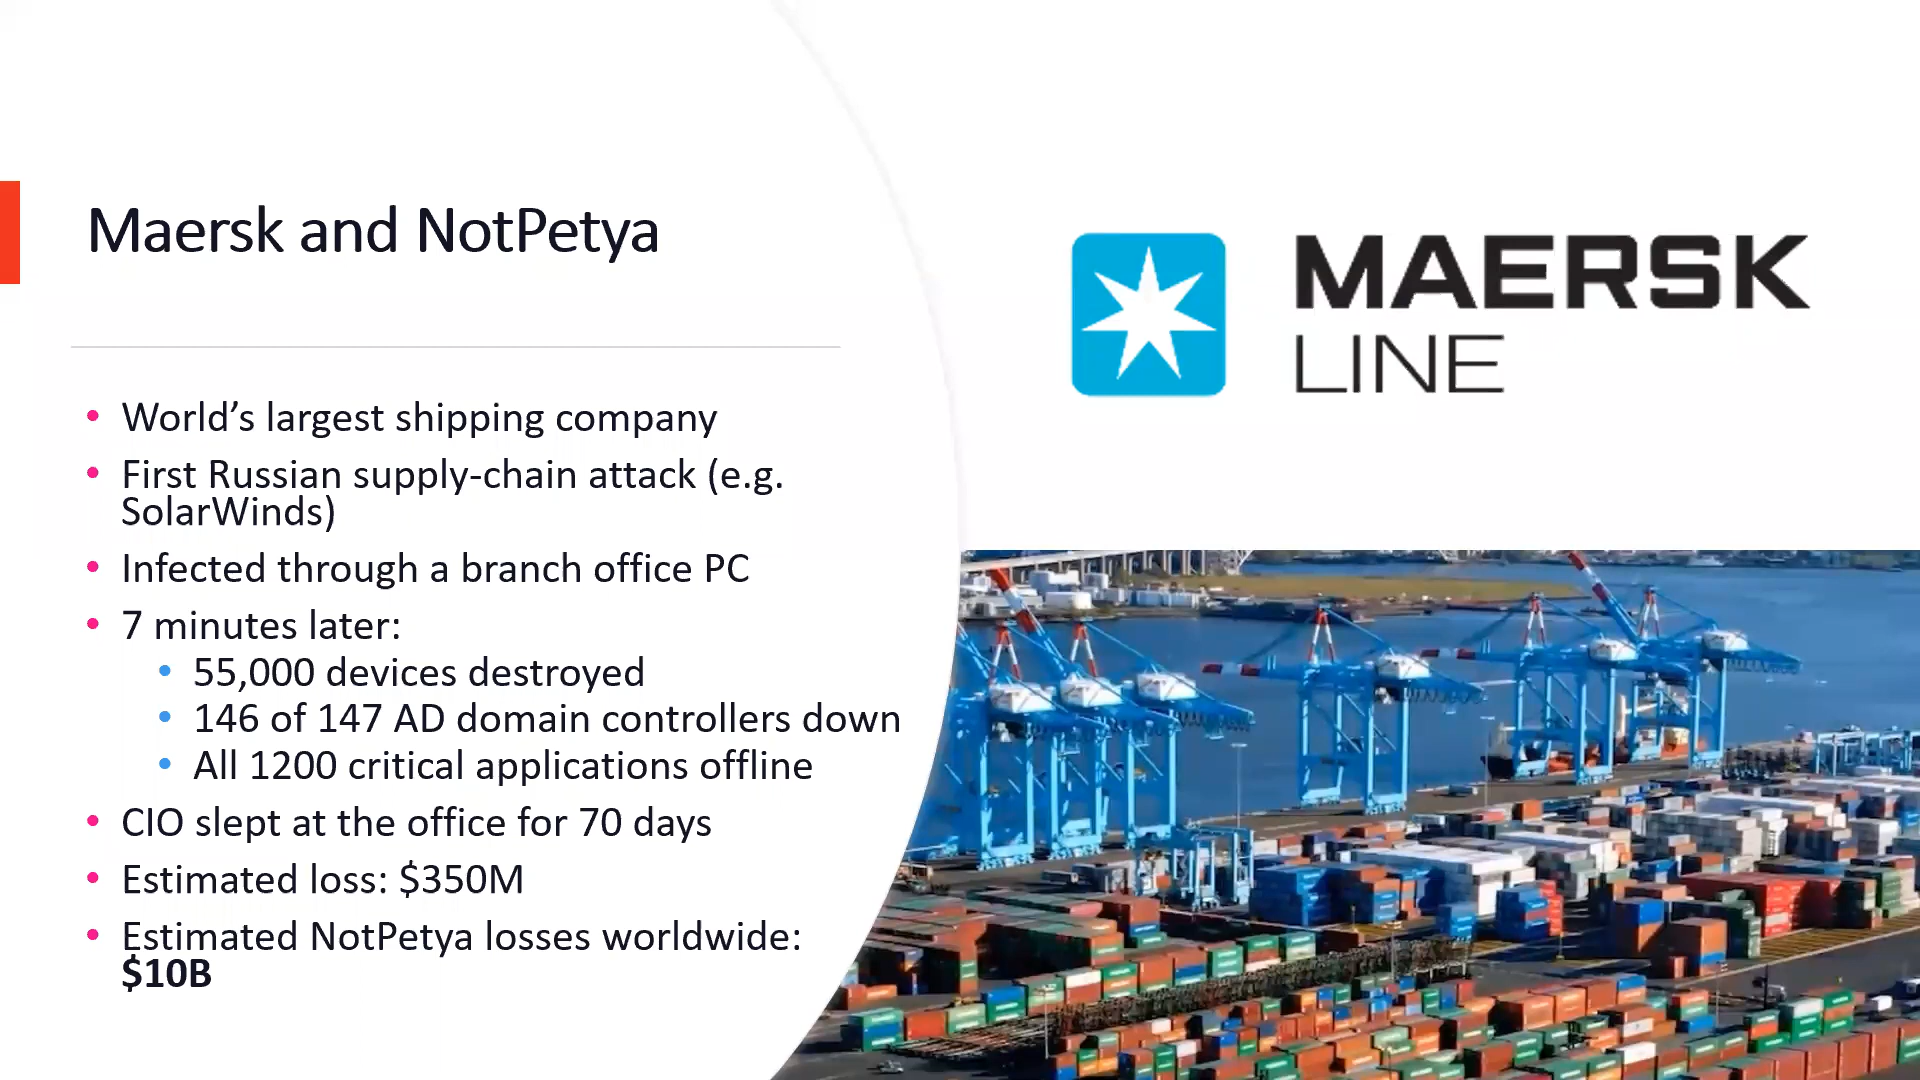 Maersk and NotPetya
MAERSK
LINE
• World’s largest shipping company
• First Russian supply-chain attack (e.g.
SolarWinds)
• Infected through a branch office PC
• 7 minutes later:
• 55,000 devices destroyed
• 146 of 147 AD domain controllers down
• All 1200 critical applications offline
• CIO slept at the office for 70 days
• Estimated loss: $350M
• Estimated NotPetya losses worldwide:
$10B